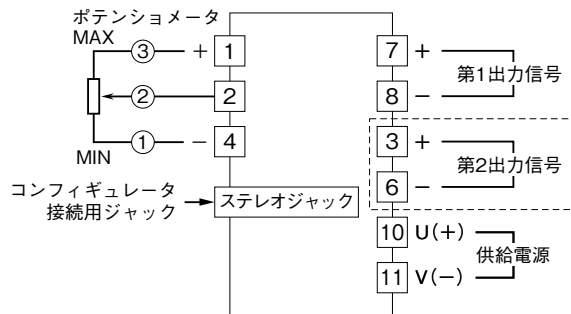 ポテンショメータ
MAX
③ + 1
② 2
① − 4
MIN
コンフィギュレータ
接続用ジャック
ステレオジャック
7 +
第1出力信号
8 −
3 +
第2出力信号
6 −
10 U(+)
供給電源
11 V(−)